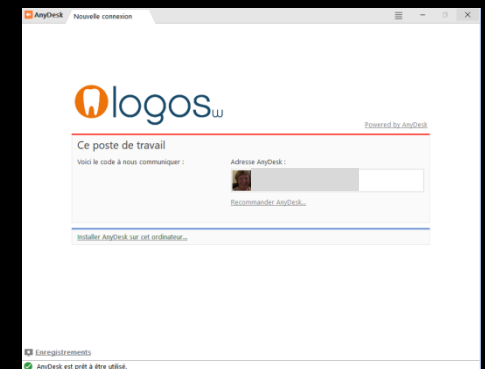 AnyDesk
Nouvelle connexion
logosw
Powered by AnyDesk
Ce poste de travail
Voici le code à nous communiquer :
Adresse AnyDesk :
Recommander AnyDesk...
Installer AnyDesk sur cet ordinateur...
Enregistrements
AnyDesk est prêt à être utilisé.